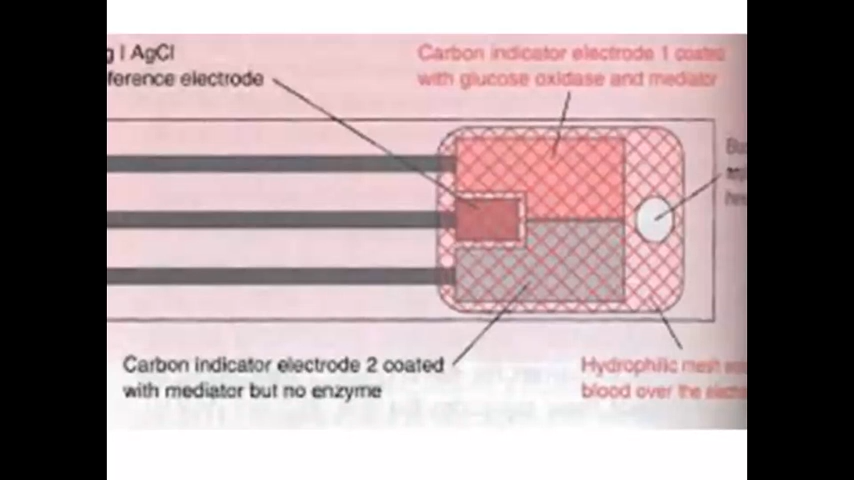 g | AgCl
ference electrode
Carbon indicator electrode 1 coated
with glucose oxidase and mediator
Carbon indicator electrode 2 coated
with mediator but no enzyme
Hydrophilic mesh
blood over the